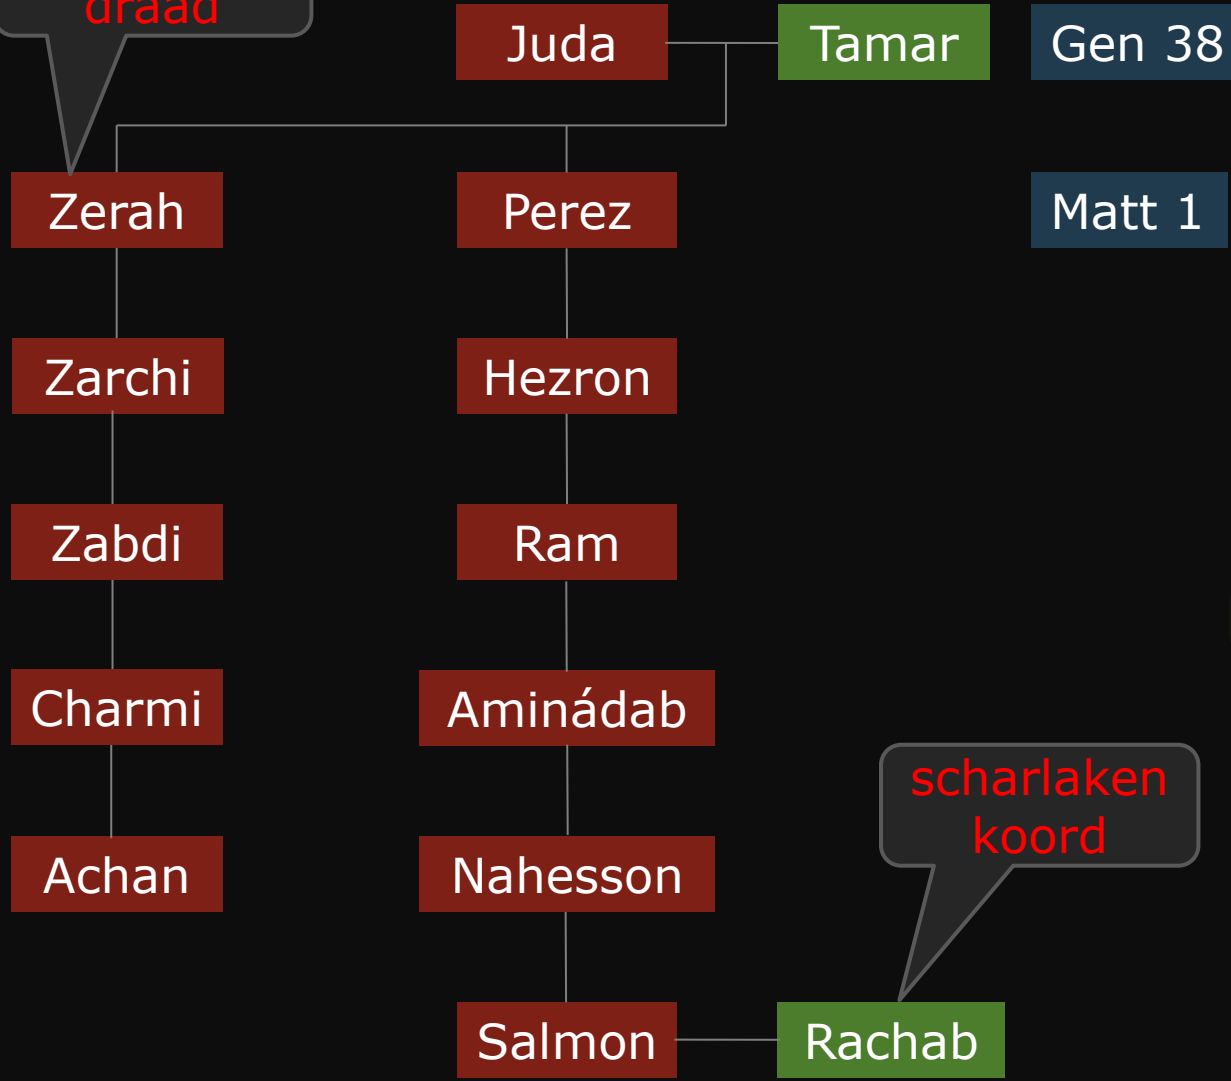 draad
Juda
Tamar
Gen 38
Zerah
Perez
Matt 1
Zarchi
Hezron
Zabdi
Ram
Charmi
Aminádab
scharlaken
koord
Achan
Nahesson
Salmon
Rachab